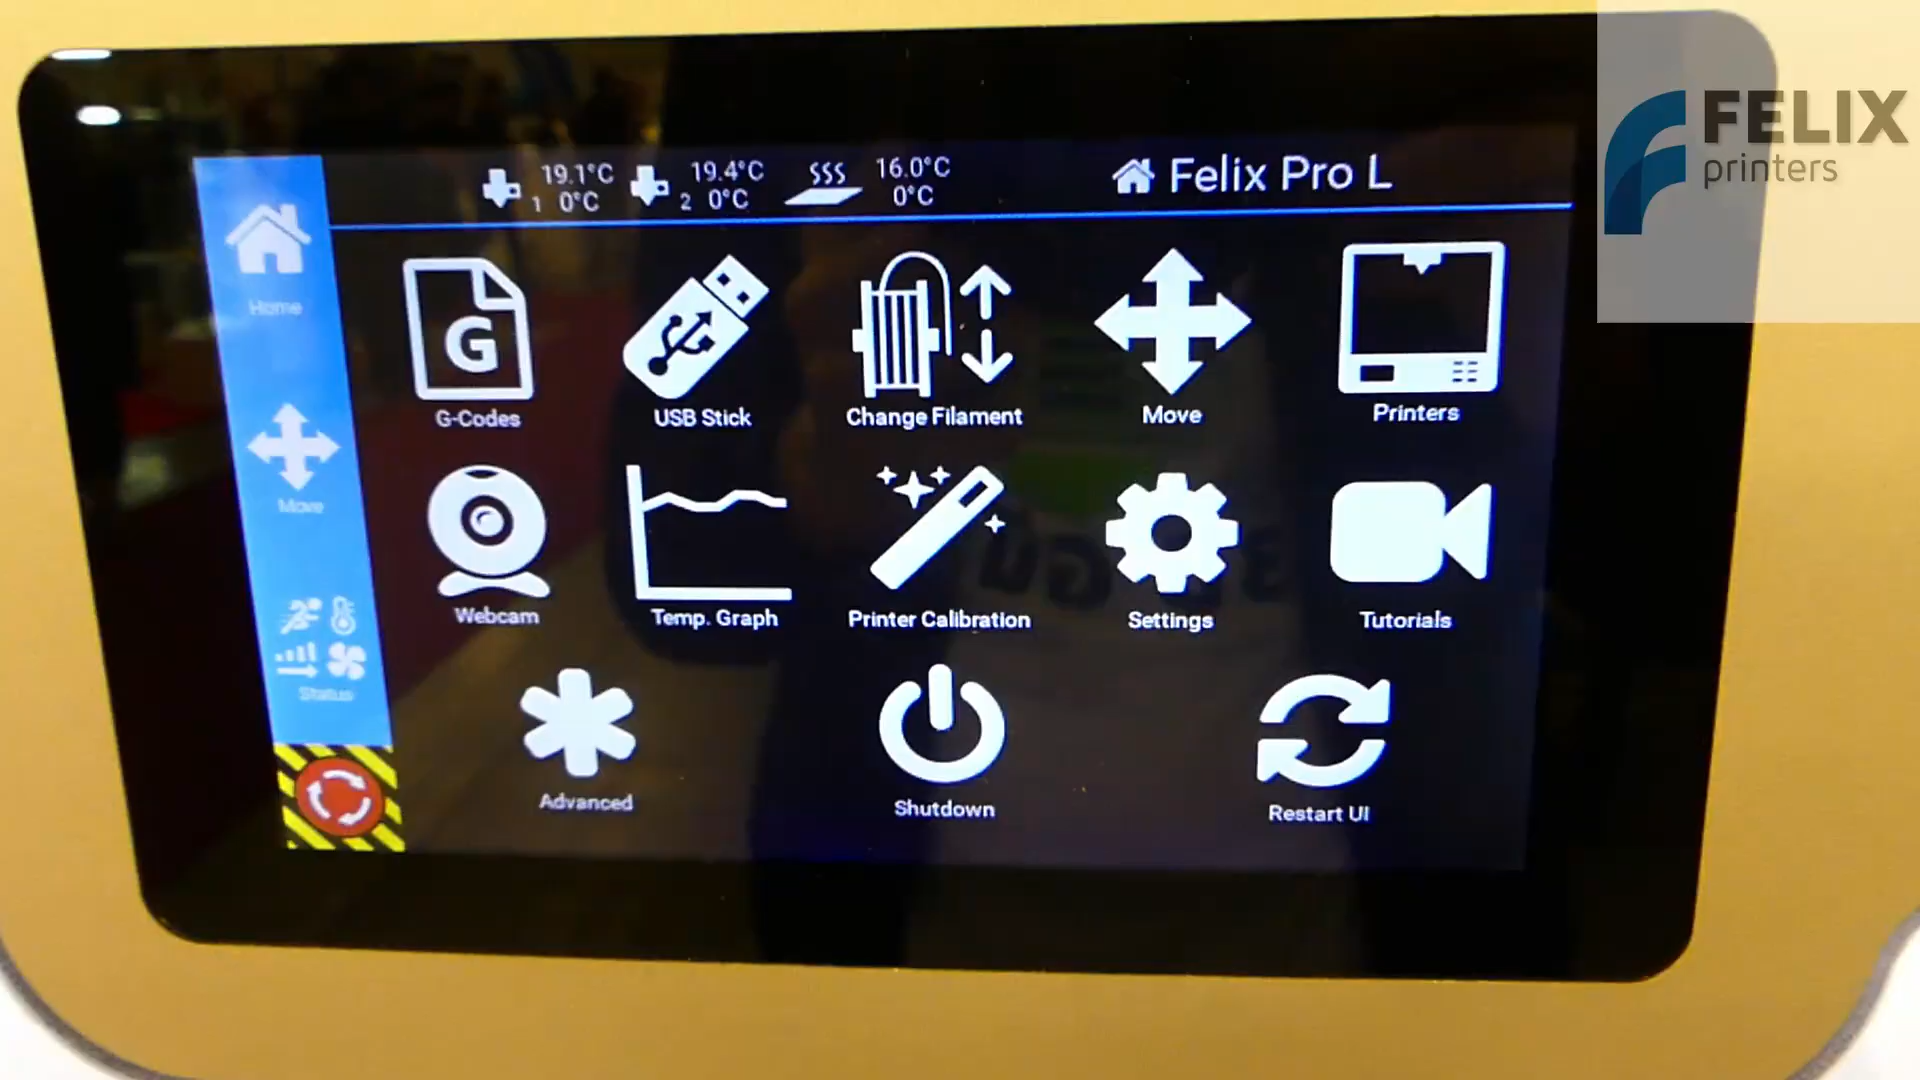 FELIX
printers
19.1°C 19.4°C 16.0°C
1 0°C 2 0°C 0°C
Felix Pro L
Home
Move
Status
G
G-Codes USB Stick Change Filament Move Printers
Webcam Temp. Graph Printer Calibration Settings Tutorials
Advanced Shutdown Restart UI